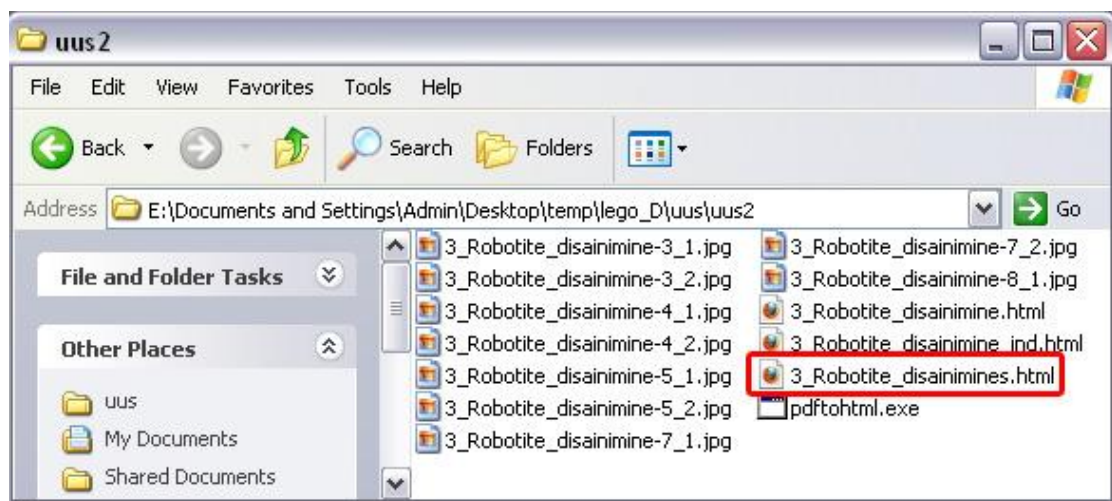 uus2
File Edit View Favorites Tools Help
Back Search Folders
Address E:\Documents and Settings\Admin\Desktop\temp\lego_D\uus\uus2 Go
File and Folder Tasks
Other Places
uus
My Documents
Shared Documents
3_Robotite_disainimine-3_1.jpg
3_Robotite_disainimine-3_2.jpg
3_Robotite_disainimine-4_1.jpg
3_Robotite_disainimine-4_2.jpg
3_Robotite_disainimine-5_1.jpg
3_Robotite_disainimine-5_2.jpg
3_Robotite_disainimine-7_1.jpg
3_Robotite_disainimine-7_2.jpg
3_Robotite_disainimine-8_1.jpg
3_Robotite_disainimine.html
3_Robotite_disainimine_ind.html
3_Robotite_disainimines.html
pdftohtml.exe